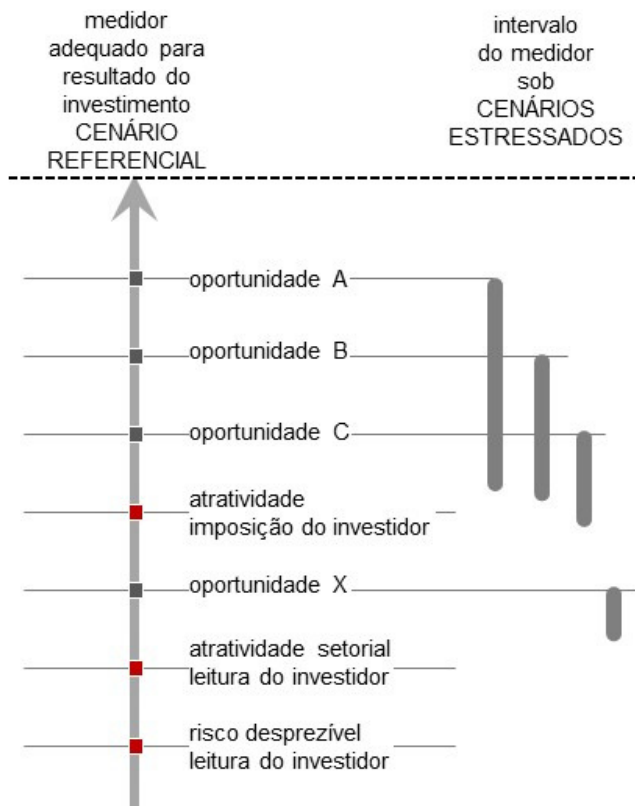 medidor
adequado para
resultado do
investimento
CENÁRIO
REFERENCIAL
intervalo
do medidor
sob
CENÁRIOS
ESTRESSADOS
oportunidade A
oportunidade B
oportunidade C
atratividade
imposição do investidor
oportunidade X
atratividade setorial
leitura do investidor
risco desprezível
leitura do investidor